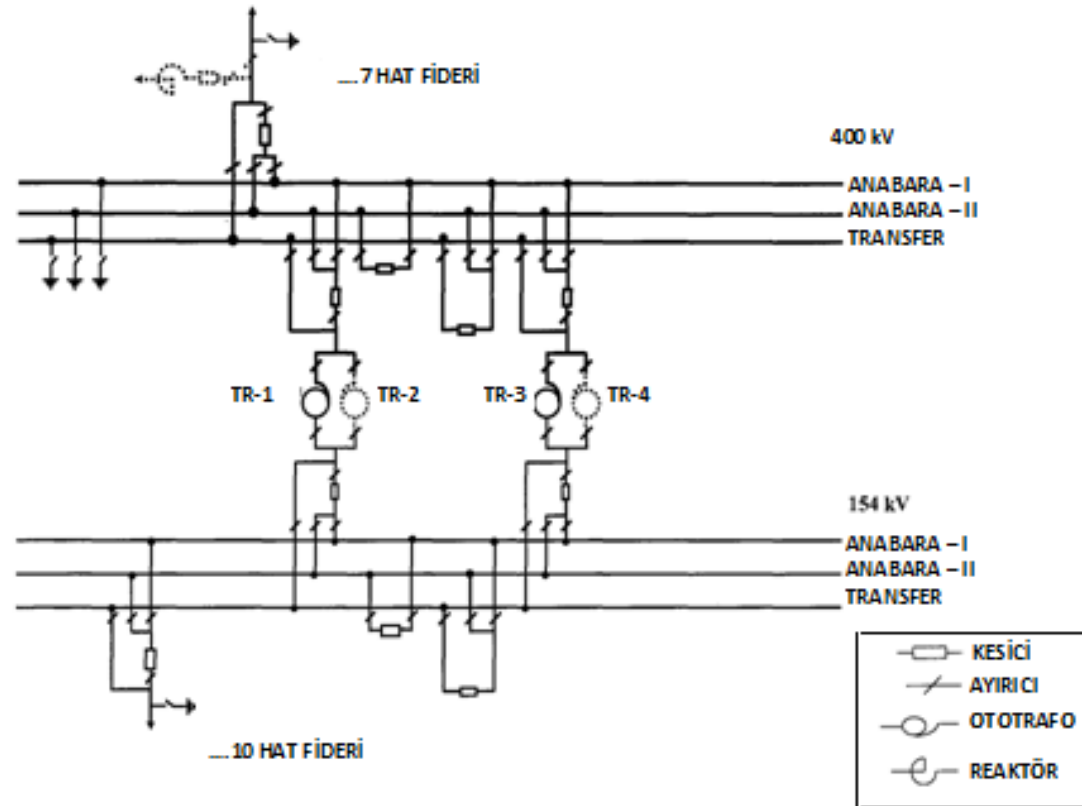 7 HAT FİDERİ
400 kV
ANABARA – I
ANABARA – II
TRANSFER
TR-1
TR-2
TR-3
TR-4
154 kV
ANABARA – I
ANABARA – II
TRANSFER
10 HAT FİDERİ
KESİCİ
AYIRICI
OTOTRAFO
REAKTÖR